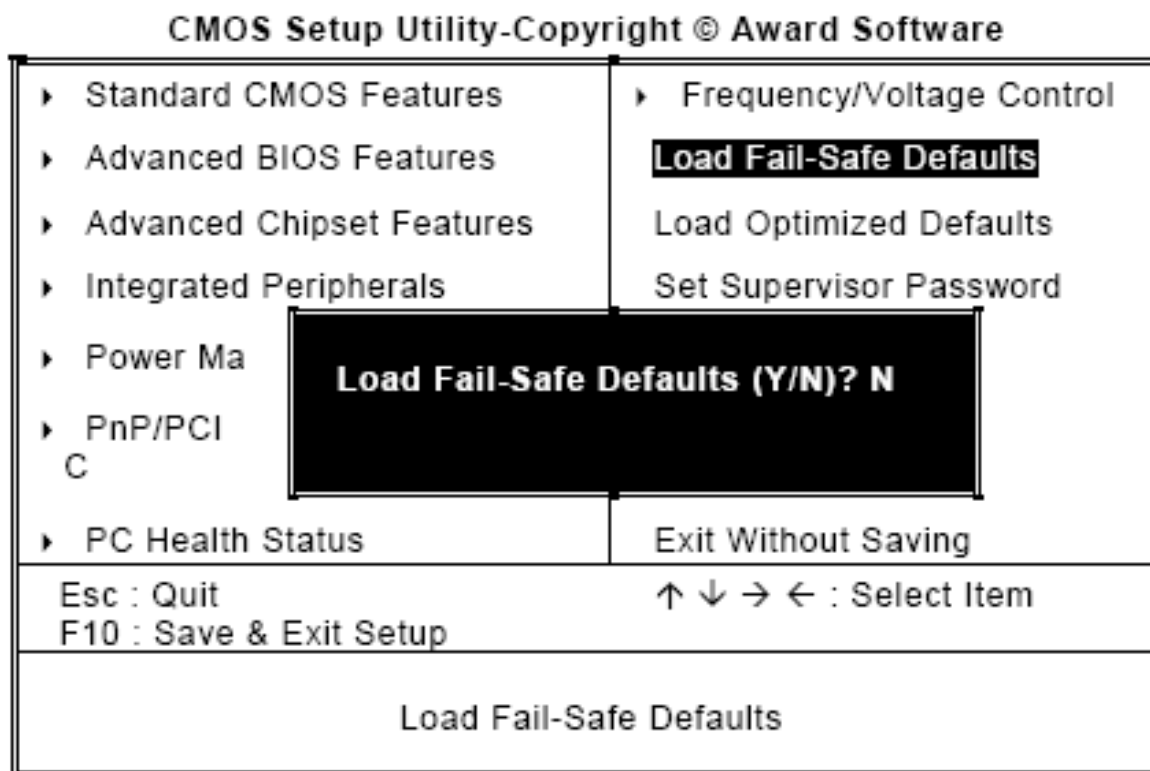 CMOS Setup Utility-Copyright © Award Software
Standard CMOS Features
Frequency/Voltage Control
Advanced BIOS Features
Load Fail-Safe Defaults
Advanced Chipset Features
Load Optimized Defaults
Integrated Peripherals
Set Supervisor Password
Power Ma
Load Fail-Safe Defaults (Y/N)? N
PnP/PCI
C
PC Health Status
Exit Without Saving
Esc : Quit
↑ ↓ → ← : Select Item
F10 : Save & Exit Setup
Load Fail-Safe Defaults